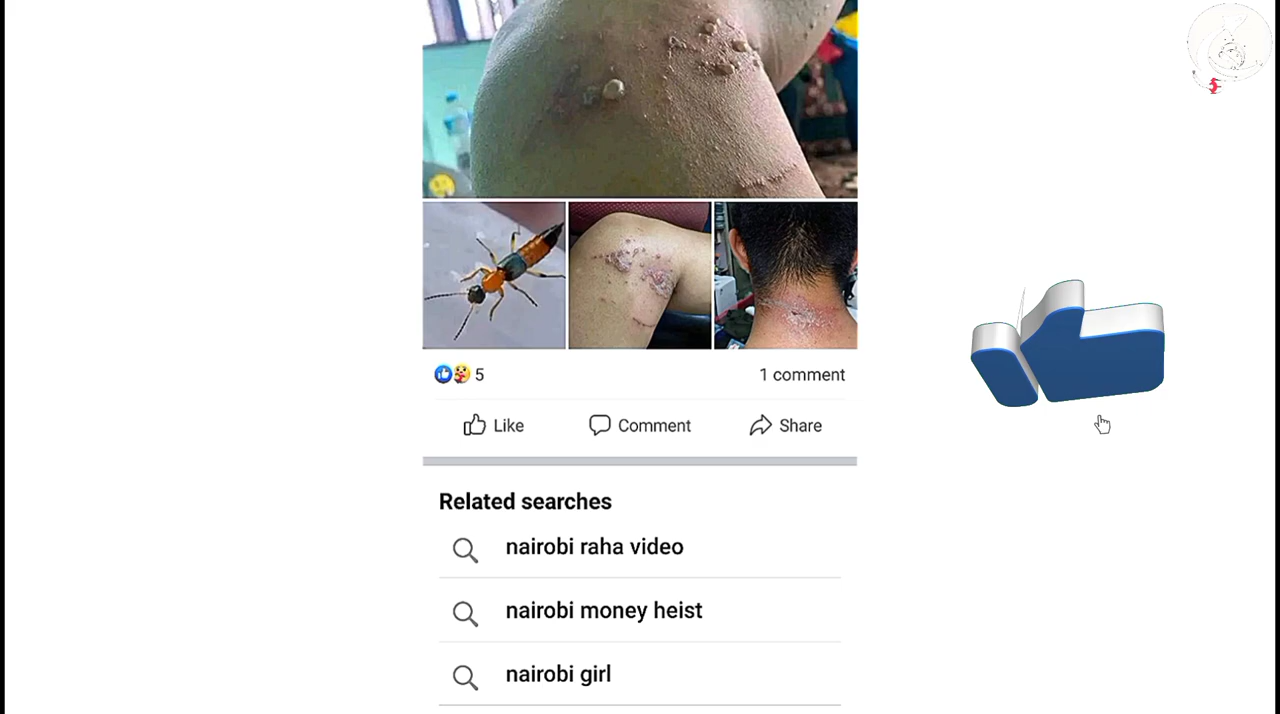 5
1 comment
Like
Comment
Share
Related searches
nairobi raha video
nairobi money heist
nairobi girl